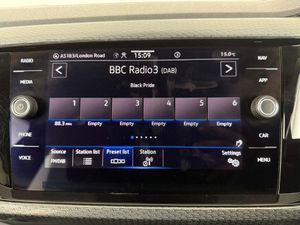 A5183/London Road
15:09
15.0°C
RADIO
NAV
BBC Radio3 (DAB)
MEDIA
APP
Black Pride
1 2 3 4 5 6
88.3 MHz Empty Empty Empty Empty Empty
PHONE
CAR
VOICE
MENU
Source Station list Preset list Station Settings
FM/DAB